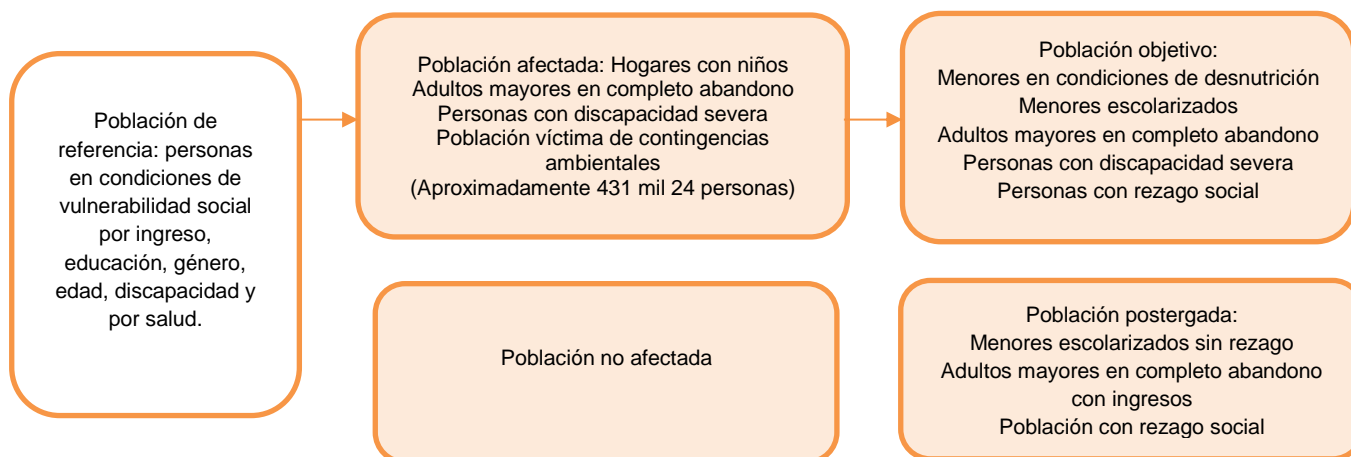 Población de
referencia: personas
en condiciones de
vulnerabilidad social
por ingreso,
educación, género,
edad, discapacidad y
por salud.
Población afectada: Hogares con niños
Adultos mayores en completo abandono
Personas con discapacidad severa
Población víctima de contingencias
ambientales
(Aproximadamente 431 mil 24 personas)
Población objetivo:
Menores en condiciones de desnutrición
Menores escolarizados
Adultos mayores en completo abandono
Personas con discapacidad severa
Personas con rezago social
Población no afectada
Población postergada:
Menores escolarizados sin rezago
Adultos mayores en completo abandono
con ingresos
Población con rezago social